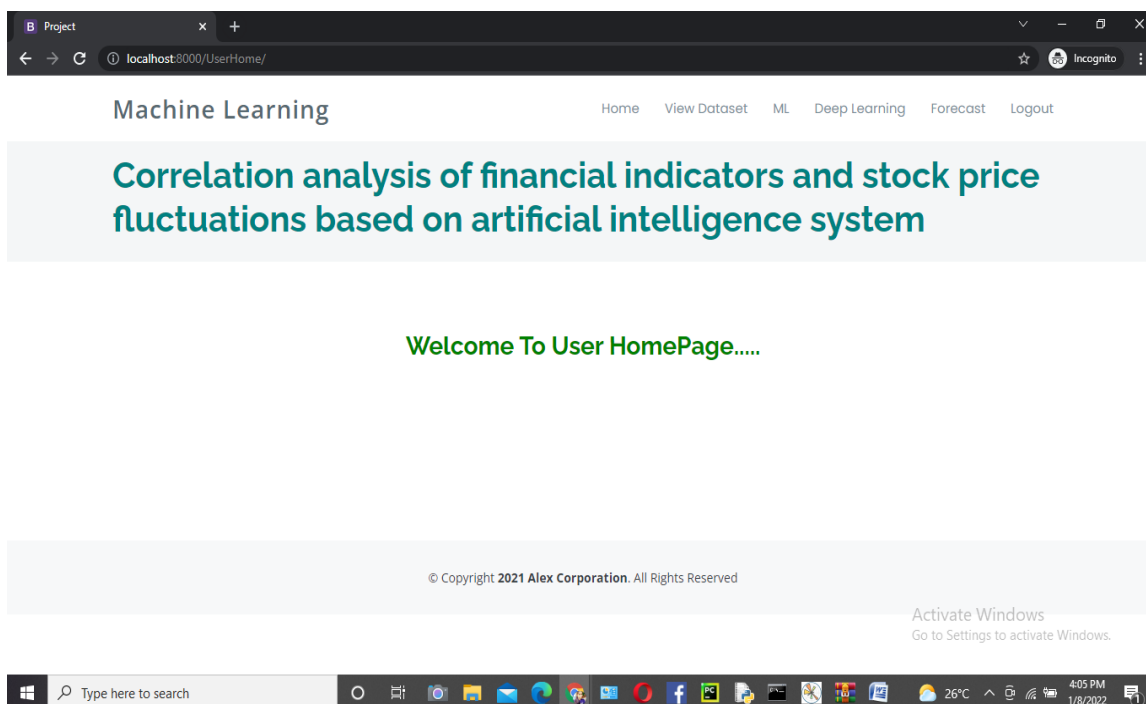 B Project
localhost:8000/UserHome/
Incognito
Machine Learning
Home View Dataset ML Deep Learning Forecast Logout
Correlation analysis of financial indicators and stock price
fluctuations based on artificial intelligence system
Welcome To User HomePage.....
© Copyright 2021 Alex Corporation. All Rights Reserved
Activate Windows
Go to Settings to activate Windows.
Type here to search
26°C
4:05 PM
1/8/2022